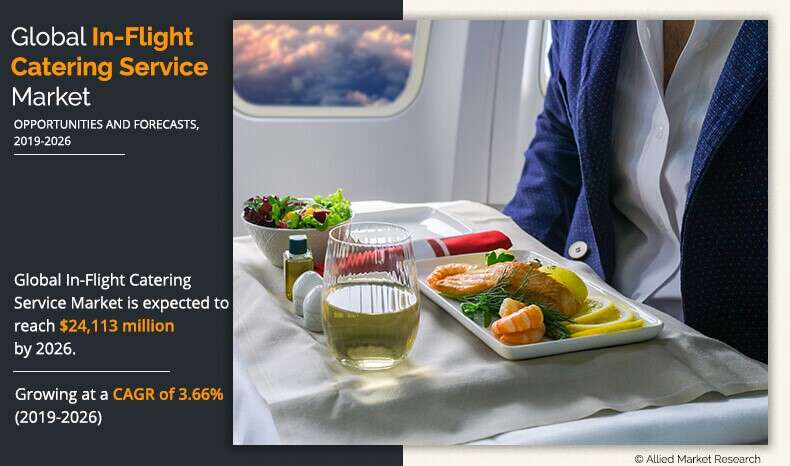 Global In-Flight
Catering Service
Market
OPPORTUNITIES AND FORECASTS,
2019-2026
Global In-Flight Catering
Service Market is expected to
reach $24,113 million
by 2026.
Growing at a CAGR of 3.66%
(2019-2026)
© Allied Market Research